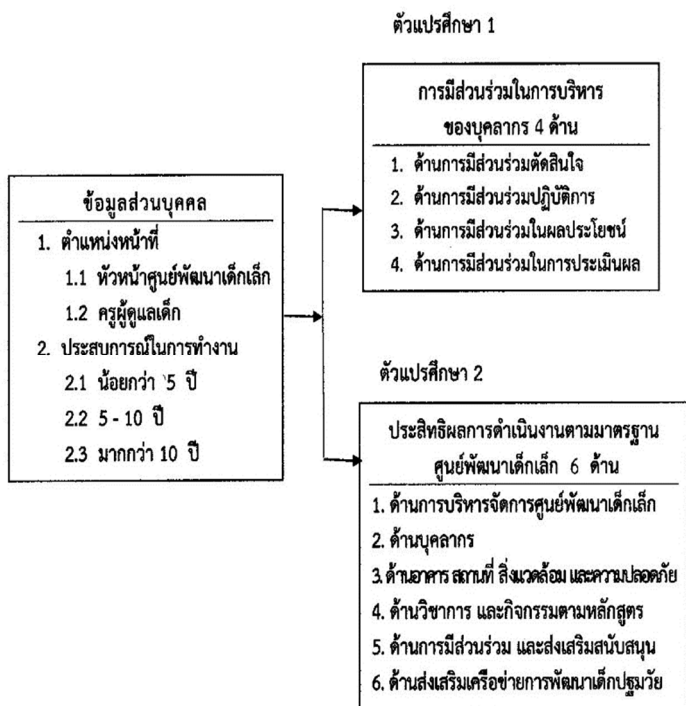 ตัวแปรศึกษา 1
การมีส่วนร่วมในการบริหาร
ของบุคลากร 4 ด้าน
1. ด้านการมีส่วนร่วมตัดสินใจ
2. ด้านการมีส่วนร่วมปฏิบัติการ
3. ด้านการมีส่วนร่วมในผลประโยชน์
4. ด้านการมีส่วนร่วมในการประเมินผล
ข้อมูลส่วนบุคคล
1. ตำแหน่งหน้าที่
1.1 หัวหน้าศูนย์พัฒนาเด็กเล็ก
1.2 ครูผู้ดูแลเด็ก
2. ประสบการณ์ในการทำงาน
2.1 น้อยกว่า 5 ปี
2.2 5 - 10 ปี
2.3 มากกว่า 10 ปี
ตัวแปรศึกษา 2
ประสิทธิผลการดำเนินงานตามมาตรฐาน
ศูนย์พัฒนาเด็กเล็ก 6 ด้าน
1. ด้านการบริหารจัดการศูนย์พัฒนาเด็กเล็ก
2. ด้านบุคลากร
3. ด้านอาคาร สถานที่ สิ่งแวดล้อม และความปลอดภัย
4. ด้านวิชาการ และกิจกรรมตามหลักสูตร
5. ด้านการมีส่วนร่วม และส่งเสริมสนับสนุน
6. ด้านส่งเสริมเครือข่ายการพัฒนาเด็กปฐมวัย